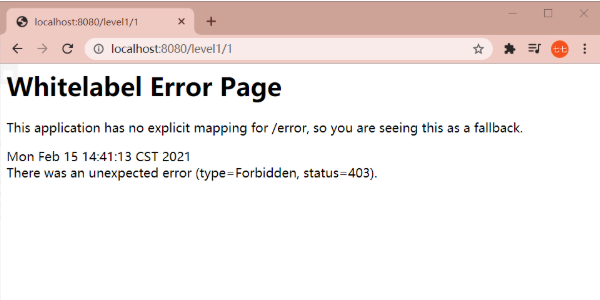 localhost:8080/level1/1
localhost:8080/level1/1
Whitelabel Error Page
This application has no explicit mapping for /error, so you are seeing this as a fallback.
Mon Feb 15 14:41:13 CST 2021
There was an unexpected error (type=Forbidden, status=403).